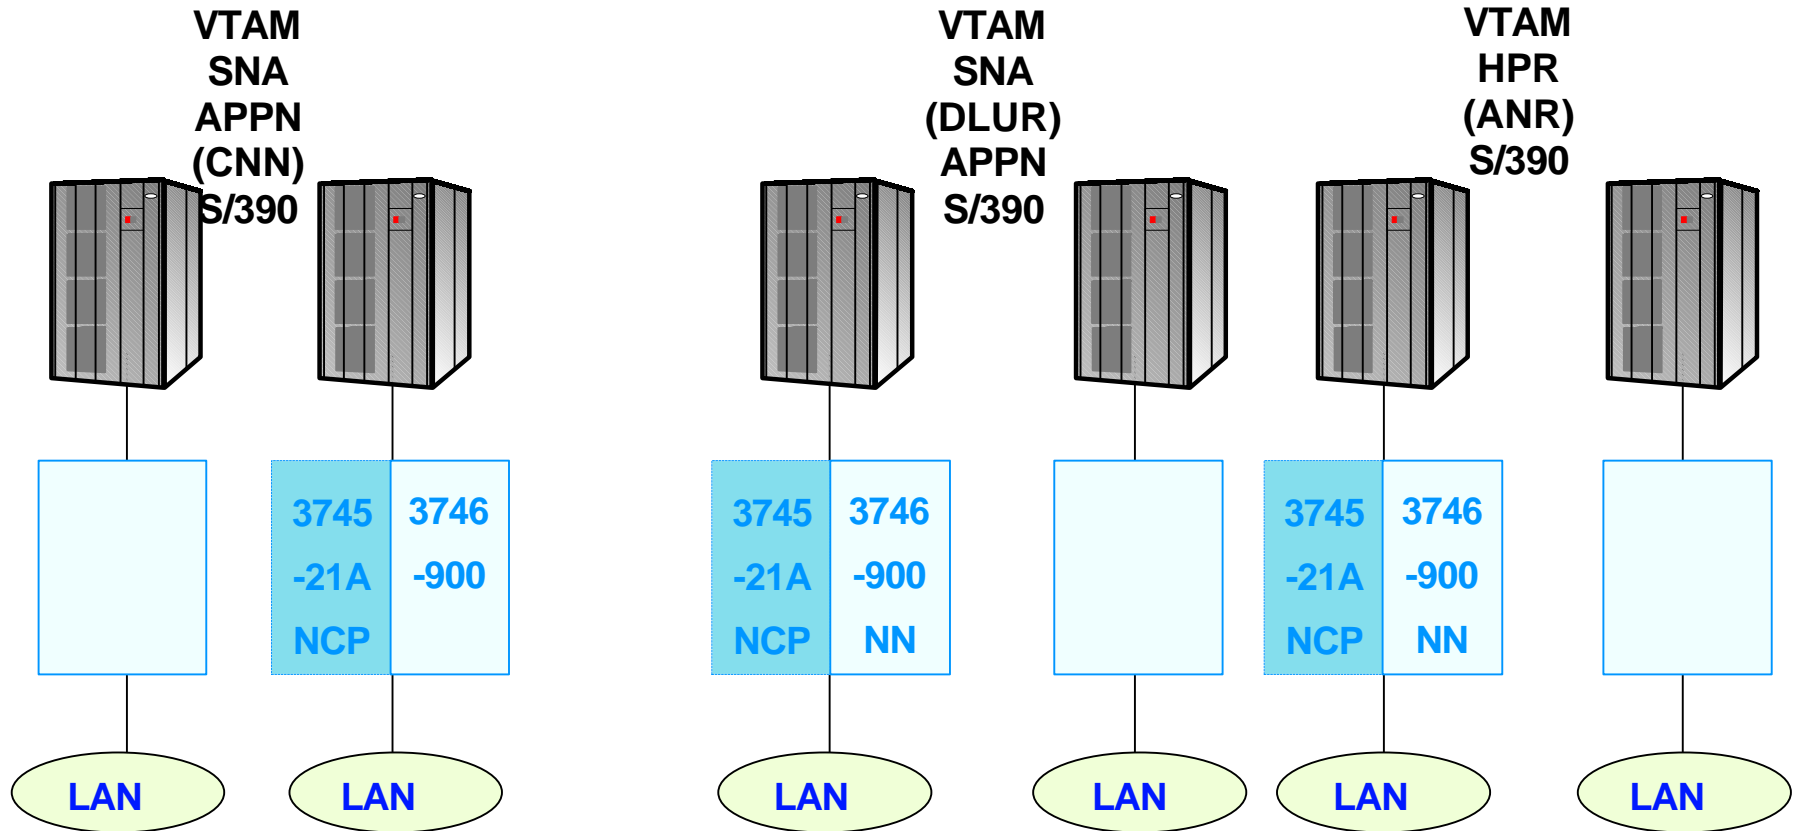 VTAM
SNA
APPN
(CNN)
S/390
VTAM
SNA
(DLUR)
APPN
S/390
VTAM
HPR
(ANR)
S/390
3745
-21A
NCP
3746
-900
3745
-21A
NCP
3746
-900
NN
3745
-21A
NCP
3746
-900
NN
LAN
LAN
LAN
LAN
LAN
LAN